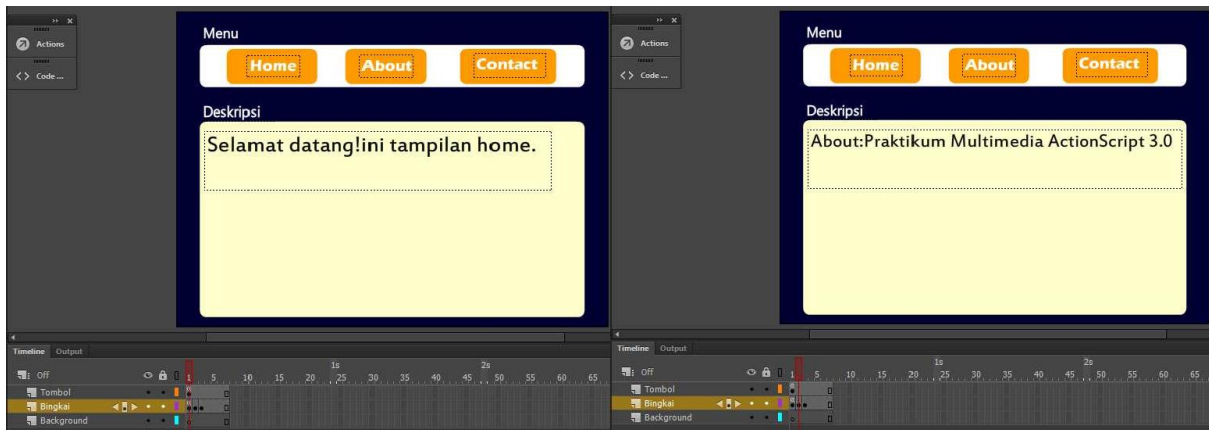 Actions
Code ...
Menu
Home About Contact
Deskripsi
Selamat datang!ini tampilan home.
Timeline Output
1s 2s
Off 1 5 10 15 20 25 30 35 40 45 50 55 60 65
Tombol
Bingkai
Background
Actions
Code ...
Menu
Home About Contact
Deskripsi
About:Praktikum Multimedia ActionScript 3.0
Timeline Output
1s 2s
Off 1 5 10 15 20 25 30 35 40 45 50 55 60 65
Tombol
Bingkai
Background